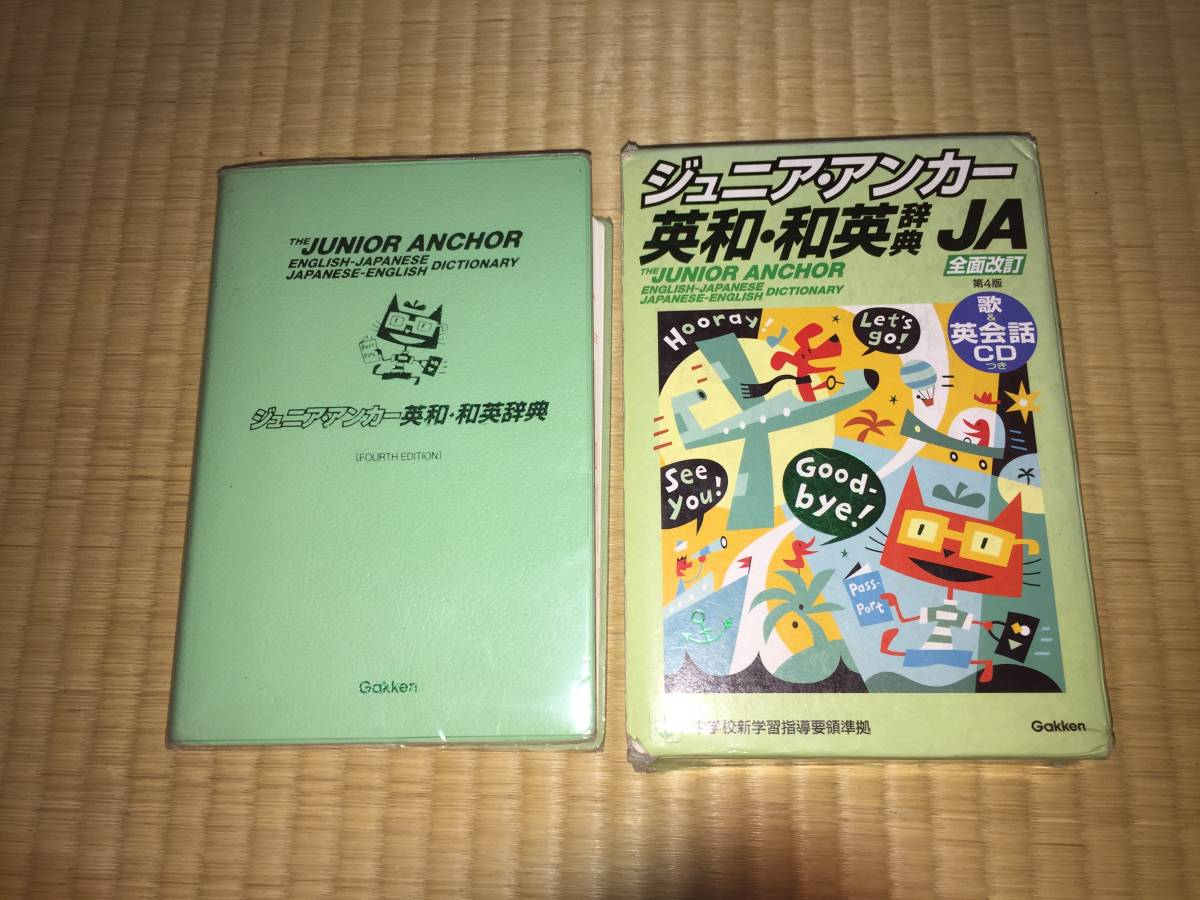 THE JUNIOR ANCHOR
ENGLISH-JAPANESE
JAPANESE-ENGLISH DICTIONARY
Pass-
Port
ジュニア・アンカー英和・和英辞典
[FOURTH EDITION]
Gakken
ジュニア・アンカー
英和・和英辞典 JA
THE JUNIOR ANCHOR
ENGLISH-JAPANESE
JAPANESE-ENGLISH DICTIONARY
全面改訂
第4版
歌
&
英会話
CD
つき
Hooray!
Let's
go!
See
you!
Good-
bye!
Pass-
Port
中学校新学習指導要領準拠
Gakken